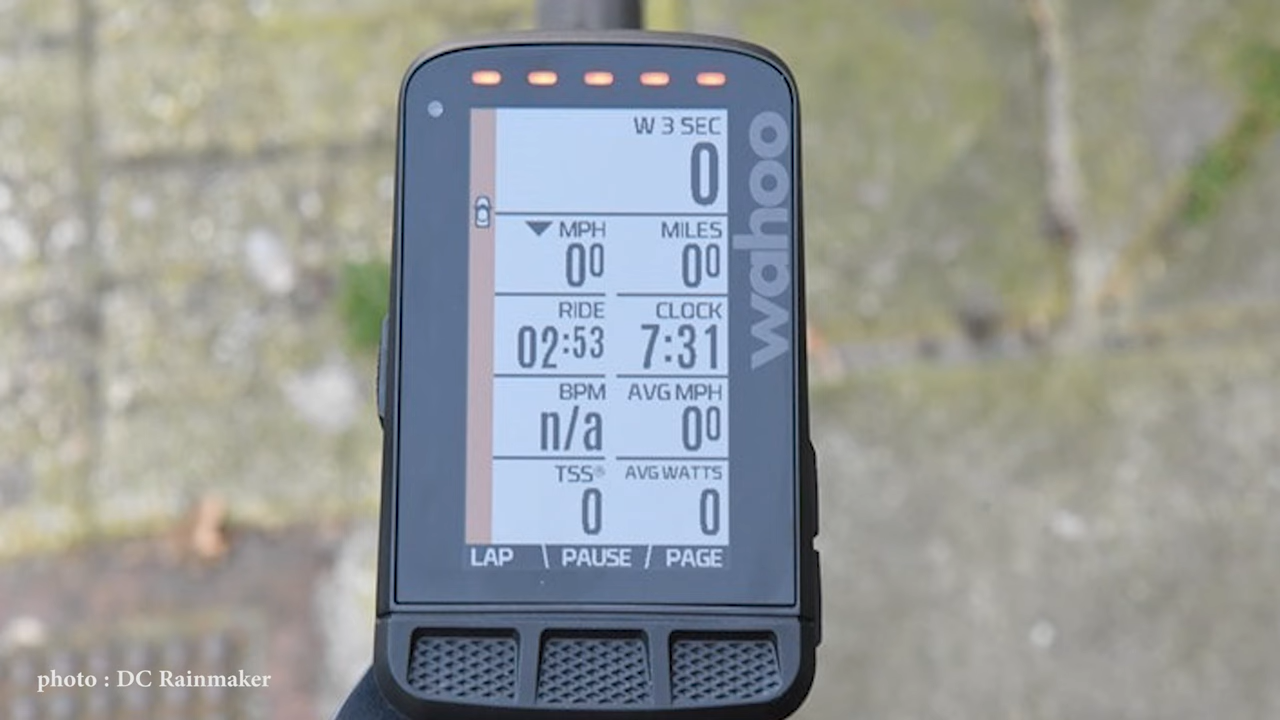 W 3 SEC
0
MPH MILES
0⁰ 0⁰
RIDE CLOCK
02:53 7:31
BPM AVG MPH
n/a 0⁰
TSS® AVG WATTS
0 0
LAP \ PAUSE / PAGE
wahoo
photo : DC Rainmaker